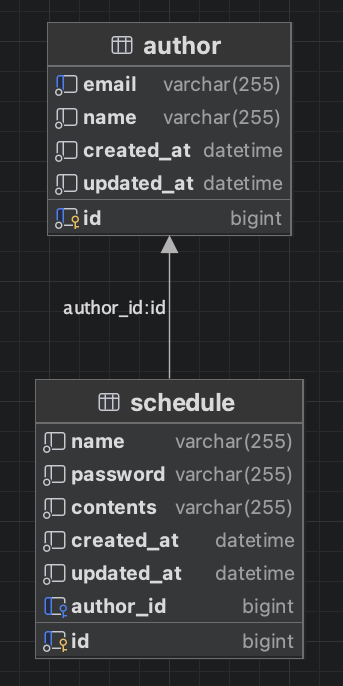 author
email varchar(255)
name varchar(255)
created_at datetime
updated_at datetime
id bigint
author_id:id
schedule
name varchar(255)
password varchar(255)
contents varchar(255)
created_at datetime
updated_at datetime
author_id bigint
id bigint